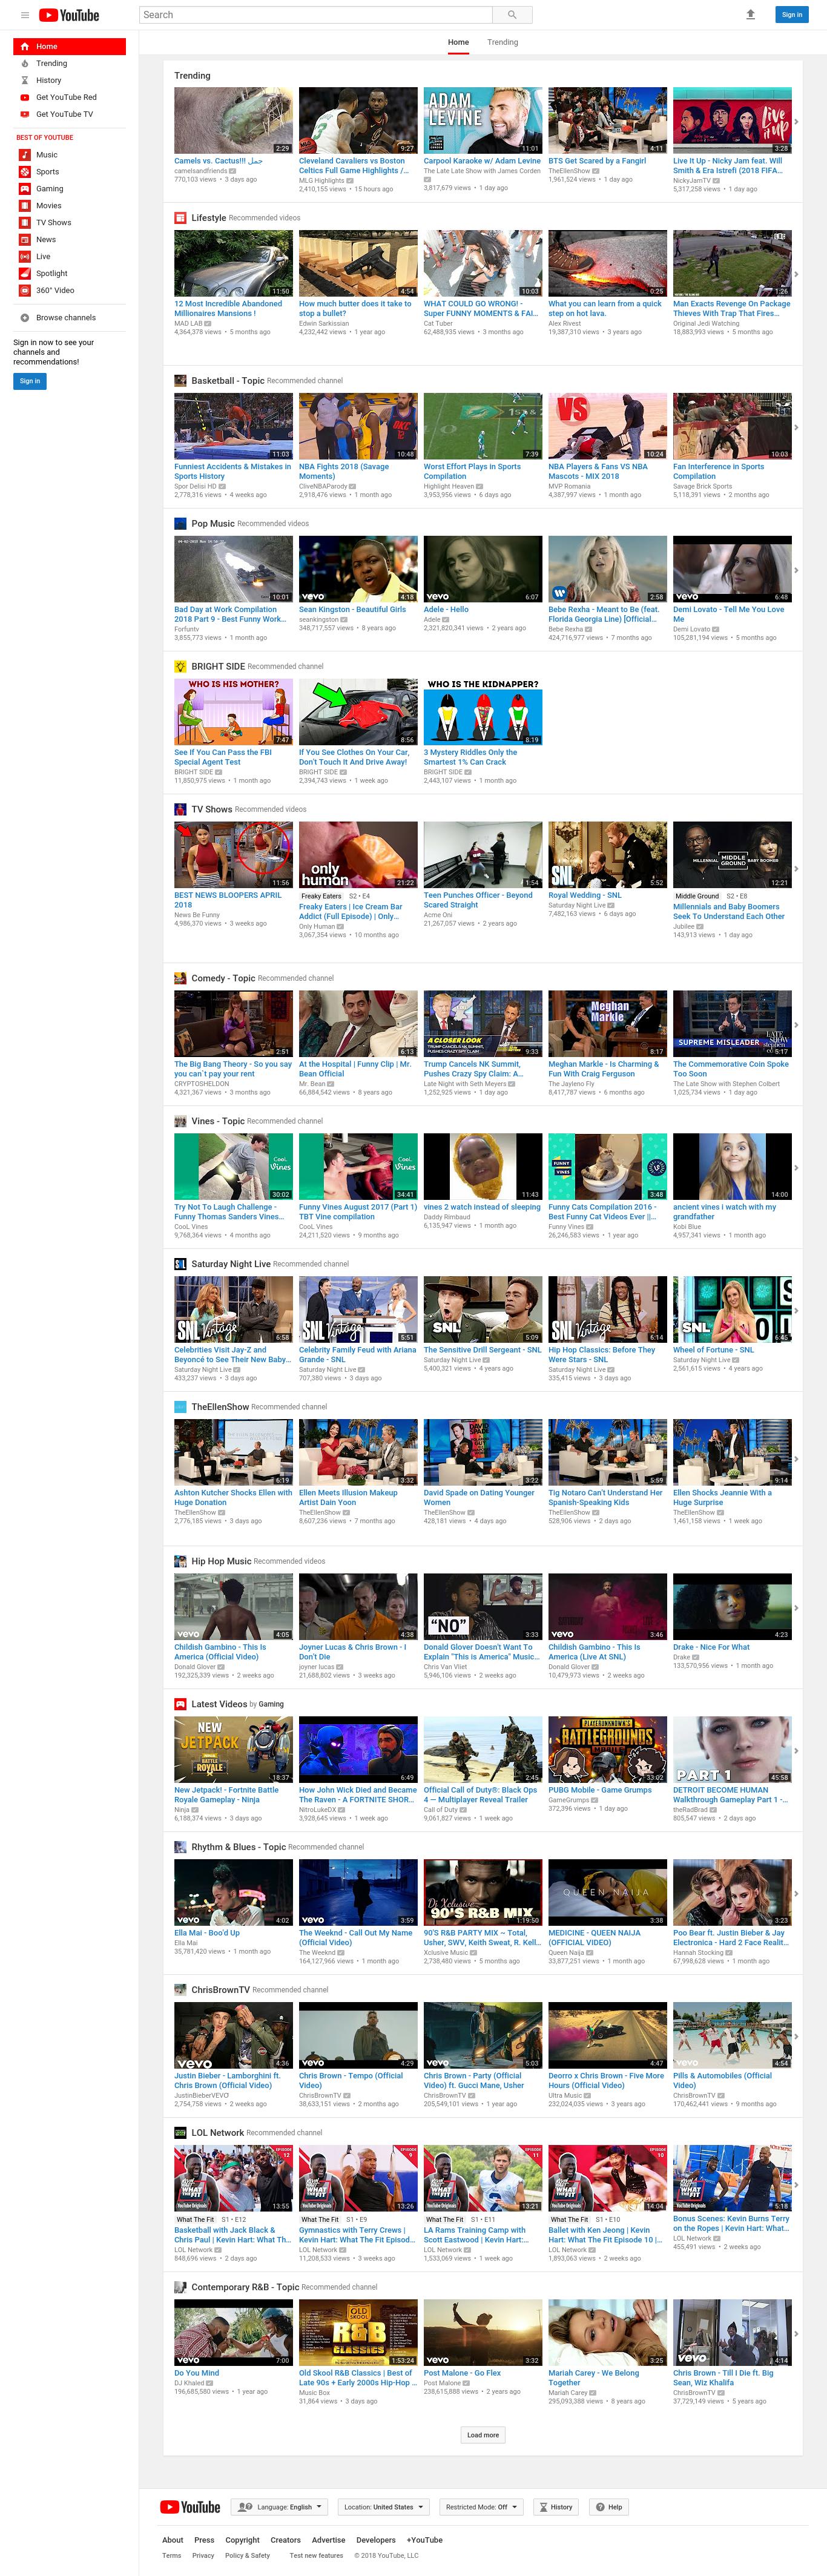 YouTube
Search
Sign in
Home
Trending
History
Get YouTube Red
Get YouTube TV
BEST OF YOUTUBE
Music
Sports
Gaming
Movies
TV Shows
News
Live
Spotlight
360° Video
Browse channels
Sign in now to see your
channels and
recommendations!
Sign in
Home Trending
Trending
2:29 9:27 11:01 4:11 3:28
ADAM LEVINE
Live it up
Camels vs. Cactus!!! جمل
camelsandfriends
770,103 views • 3 days ago
Cleveland Cavaliers vs Boston
Celtics Full Game Highlights /...
MLG Highlights
2,410,155 views • 15 hours ago
Carpool Karaoke w/ Adam Levine
The Late Late Show with James Corden
3,817,679 views • 1 day ago
BTS Get Scared by a Fangirl
TheEllenShow
1,961,524 views • 1 day ago
Live It Up - Nicky Jam feat. Will
Smith & Era Istrefi (2018 FIFA...
NickyJamTV
5,317,258 views • 1 day ago
Lifestyle Recommended videos
11:50 4:54 10:03 0:25 1:26
12 Most Incredible Abandoned
Millionaires Mansions !
MAD LAB
4,364,378 views • 5 months ago
How much butter does it take to
stop a bullet?
Edwin Sarkissian
4,232,442 views • 1 year ago
WHAT COULD GO WRONG! -
Super FUNNY MOMENTS & FAI...
Cat Tuber
62,488,935 views • 3 months ago
What you can learn from a quick
step on hot lava.
Alex Rivest
19,387,310 views • 3 years ago
Man Exacts Revenge On Package
Thieves With Trap That Fires...
Original Jedi Watching
18,883,993 views • 5 months ago
Basketball - Topic Recommended channel
11:03 10:48 7:39 10:24 10:03
VS
Funniest Accidents & Mistakes in
Sports History
Spor Delisi HD
2,778,316 views • 4 weeks ago
NBA Fights 2018 (Savage
Moments)
CliveNBAParody
2,918,476 views • 1 month ago
Worst Effort Plays in Sports
Compilation
Highlight Heaven
3,953,956 views • 6 days ago
NBA Players & Fans VS NBA
Mascots - MIX 2018
MVP Romania
4,387,997 views • 1 month ago
Fan Interference in Sports
Compilation
Savage Brick Sports
5,118,391 views • 2 months ago
Pop Music Recommended videos
10:01 4:18 6:07 2:58 6:48
vevo
Bad Day at Work Compilation
2018 Part 9 - Best Funny Work...
Forfuntv
3,855,773 views • 1 month ago
Sean Kingston - Beautiful Girls
seankingston
348,717,557 views • 8 years ago
Adele - Hello
Adele
2,321,820,341 views • 2 years ago
Bebe Rexha - Meant to Be (feat.
Florida Georgia Line) [Official...
Bebe Rexha
424,716,977 views • 7 months ago
Demi Lovato - Tell Me You Love
Me
Demi Lovato
105,281,194 views • 5 months ago
BRIGHT SIDE Recommended channel
WHO IS HIS MOTHER?
WHO IS THE KIDNAPPER?
7:47 8:56 8:19
See If You Can Pass the FBI
Special Agent Test
BRIGHT SIDE
11,850,975 views • 1 month ago
If You See Clothes On Your Car,
Don't Touch It And Drive Away!
BRIGHT SIDE
2,394,743 views • 1 week ago
3 Mystery Riddles Only the
Smartest 1% Can Crack
BRIGHT SIDE
2,443,107 views • 1 month ago
TV Shows Recommended videos
11:56 21:22 1:54 5:52 12:21
only human
SNL
MILLENNIAL MIDDLE GROUND BABY BOOMER
BEST NEWS BLOOPERS APRIL
2018
News Be Funny
4,986,370 views • 3 weeks ago
Freaky Eaters S2 • E4
Freaky Eaters | Ice Cream Bar
Addict (Full Episode) | Only...
Only Human
3,067,354 views • 10 months ago
Teen Punches Officer - Beyond
Scared Straight
Acme Oni
21,267,057 views • 2 years ago
Royal Wedding - SNL
Saturday Night Live
7,482,163 views • 6 days ago
Middle Ground S2 • E8
Millennials and Baby Boomers
Seek To Understand Each Other
Jubilee
143,913 views • 1 day ago
Comedy - Topic Recommended channel
2:51 6:13 9:33 8:17 5:17
A CLOSER LOOK
TRUMP CANCELS NK SUMMIT,
PUSHES CRAZY SPY CLAIM
Meghan Markle
SUPREME MISLEADER
The Big Bang Theory - So you say
you can't pay your rent
CRYPTOSHELDON
4,321,367 views • 3 months ago
At the Hospital | Funny Clip | Mr.
Bean Official
Mr. Bean
66,884,542 views • 8 years ago
Trump Cancels NK Summit,
Pushes Crazy Spy Claim: A...
Late Night with Seth Meyers
1,252,925 views • 1 day ago
Meghan Markle - Is Charming &
Fun With Craig Ferguson
The Jayleno Fly
8,417,787 views • 6 months ago
The Commemorative Coin Spoke
Too Soon
The Late Show with Stephen Colbert
1,025,734 views • 1 day ago
Vines - Topic Recommended channel
30:02 34:41 11:43 3:48 14:00
CooL Vines
FUNNY VINES
Try Not To Laugh Challenge -
Funny Thomas Sanders Vines...
CooL Vines
9,768,364 views • 4 months ago
Funny Vines August 2017 (Part 1)
TBT Vine compilation
CooL Vines
24,211,520 views • 9 months ago
vines 2 watch instead of sleeping
Daddy Rimbaud
6,135,947 views • 1 month ago
Funny Cats Compilation 2016 -
Best Funny Cat Videos Ever ||...
Funny Vines
26,246,583 views • 1 year ago
ancient vines i watch with my
grandfather
Kobi Blue
4,957,341 views • 1 month ago
Saturday Night Live Recommended channel
6:58 5:51 5:09 6:14 6:45
SNL Vintage
Celebrities Visit Jay-Z and
Beyoncé to See Their New Baby...
Saturday Night Live
433,237 views • 3 days ago
Celebrity Family Feud with Ariana
Grande - SNL
Saturday Night Live
707,380 views • 3 days ago
The Sensitive Drill Sergeant - SNL
Saturday Night Live
5,400,321 views • 4 years ago
Hip Hop Classics: Before They
Were Stars - SNL
Saturday Night Live
335,415 views • 3 days ago
Wheel of Fortune - SNL
Saturday Night Live
2,561,615 views • 4 years ago
TheEllenShow Recommended channel
6:19 3:32 3:22 5:59 9:14
Ashton Kutcher Shocks Ellen with
Huge Donation
TheEllenShow
2,776,185 views • 3 days ago
Ellen Meets Illusion Makeup
Artist Dain Yoon
TheEllenShow
8,607,236 views • 7 months ago
David Spade on Dating Younger
Women
TheEllenShow
428,181 views • 4 days ago
Tig Notaro Can't Understand Her
Spanish-Speaking Kids
TheEllenShow
528,906 views • 2 days ago
Ellen Shocks Jeannie With a
Huge Surprise
TheEllenShow
1,461,158 views • 1 week ago
Hip Hop Music Recommended videos
4:05 4:38 3:33 3:46 4:23
"NO"
Childish Gambino - This Is
America (Official Video)
Donald Glover
192,325,339 views • 2 weeks ago
Joyner Lucas & Chris Brown - I
Don't Die
joyner lucas
21,688,802 views • 3 weeks ago
Donald Glover Doesn't Want To
Explain "This is America" Music...
Chris Van Vliet
5,946,106 views • 2 weeks ago
Childish Gambino - This Is
America (Live At SNL)
Donald Glover
10,479,973 views • 2 weeks ago
Drake - Nice For What
Drake
133,570,956 views • 1 month ago
Latest Videos by Gaming
NEW JETPACK! BATTLE ROYALE
BATTLEGROUNDS
PART 1
18:37 6:49 2:45 33:02 45:58
New Jetpack! - Fortnite Battle
Royale Gameplay - Ninja
Ninja
6,188,374 views • 3 days ago
How John Wick Died and Became
The Raven - A FORTNITE SHOR...
NitroLukeDX
3,928,645 views • 1 week ago
Official Call of Duty®: Black Ops
4 — Multiplayer Reveal Trailer
Call of Duty
9,061,827 views • 1 week ago
PUBG Mobile - Game Grumps
GameGrumps
372,396 views • 1 day ago
DETROIT BECOME HUMAN
Walkthrough Gameplay Part 1 -...
theRadBrad
805,547 views • 2 days ago
Rhythm & Blues - Topic Recommended channel
4:02 3:59 1:19:50 3:38 3:23
Dj Xclusive
90'S R&B MIX
QUEEN NAIJA
Ella Mai - Boo'd Up
Ella Mai
35,781,420 views • 1 month ago
The Weeknd - Call Out My Name
(Official Video)
The Weeknd
164,127,966 views • 1 month ago
90'S R&B PARTY MIX ~ Total,
Usher, SWV, Keith Sweat, R. Kell...
Xclusive Music
2,738,480 views • 5 months ago
MEDICINE - QUEEN NAIJA
(OFFICIAL VIDEO)
Queen Naija
33,877,251 views • 1 month ago
Poo Bear ft. Justin Bieber & Jay
Electronica - Hard 2 Face Realit...
Hannah Stocking
67,998,628 views • 1 month ago
ChrisBrownTV Recommended channel
4:36 4:29 5:03 4:47 4:54
Justin Bieber - Lamborghini ft.
Chris Brown (Official Video)
JustinBieberVEVO'
2,754,758 views • 2 weeks ago
Chris Brown - Tempo (Official
Video)
ChrisBrownTV
38,633,151 views • 2 months ago
Chris Brown - Party (Official
Video) ft. Gucci Mane, Usher
ChrisBrownTV
205,549,101 views • 1 year ago
Deorro x Chris Brown - Five More
Hours (Official Video)
Ultra Music
232,024,035 views • 3 years ago
Pills & Automobiles (Official
Video)
ChrisBrownTV
170,462,441 views • 9 months ago
LOL Network Recommended channel
WHAT THE FIT
YouTube Originals
13:55 13:26 13:21 14:04 5:18
What The Fit S1 • E12
Basketball with Jack Black &
Chris Paul | Kevin Hart: What Th...
LOL Network
848,696 views • 2 days ago
What The Fit S1 • E9
Gymnastics with Terry Crews |
Kevin Hart: What The Fit Episod...
LOL Network
11,208,533 views • 3 weeks ago
What The Fit S1 • E11
LA Rams Training Camp with
Scott Eastwood | Kevin Hart:...
LOL Network
1,533,069 views • 1 week ago
What The Fit S1 • E10
Ballet with Ken Jeong | Kevin
Hart: What The Fit Episode 10 |...
LOL Network
1,893,063 views • 2 weeks ago
Bonus Scenes: Kevin Burns Terry
on the Ropes | Kevin Hart: What...
LOL Network
455,491 views • 2 weeks ago
Contemporary R&B - Topic Recommended channel
OLD SKOOL R&B CLASSICS
7:00 1:53:24 3:32 3:25 4:14
Do You Mind
DJ Khaled
196,685,580 views • 1 year ago
Old Skool R&B Classics | Best of
Late 90s + Early 2000s Hip-Hop ...
Music Box
31,864 views • 3 days ago
Post Malone - Go Flex
Post Malone
238,615,888 views • 2 years ago
Mariah Carey - We Belong
Together
Mariah Carey
295,093,388 views • 8 years ago
Chris Brown - Till I Die ft. Big
Sean, Wiz Khalifa
ChrisBrownTV
37,729,149 views • 5 years ago
Load more
YouTube
Language: English
Location: United States
Restricted Mode: Off
History
Help
About Press Copyright Creators Advertise Developers +YouTube
Terms Privacy Policy & Safety Test new features © 2018 YouTube, LLC